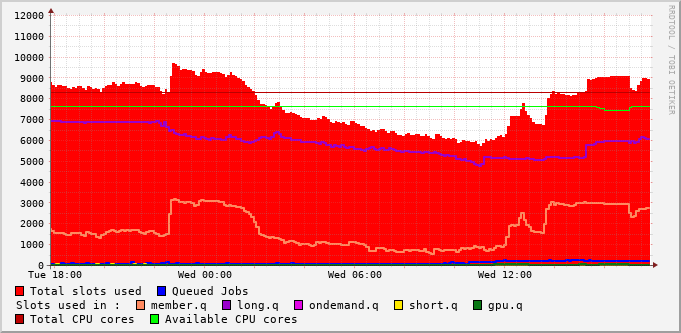 RRDTOOL / TOBI OETIKER
12000
11000
10000
9000
8000
7000
6000
5000
4000
3000
2000
1000
0
Tue 18:00 Wed 00:00 Wed 06:00 Wed 12:00
Total slots used Queued Jobs
Slots used in : member.q long.q ondemand.q short.q gpu.q
Total CPU cores Available CPU cores